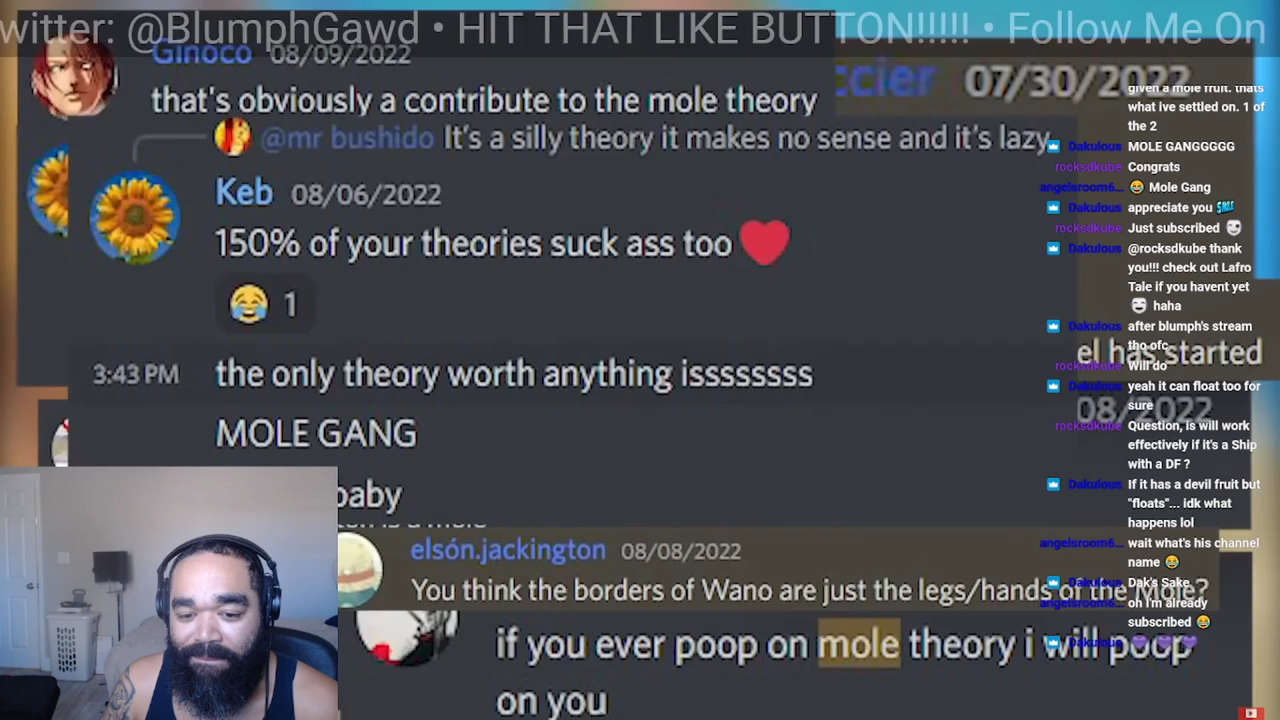 witter: @BlumphGawd • HIT THAT LIKE BUTTON!!!!! • Follow Me On
Ginoco 08/09/2022
that's obviously a contribute to the mole theory
ccier 07/30/2022
@mr bushido It's a silly theory it makes no sense and it's lazy
Keb 08/06/2022
150% of your theories suck ass too ❤️
😂 1
3:43 PM the only theory worth anything isssssssss
MOLE GANG
baby
el has started
08/2022
elsón.jackington 08/08/2022
You think the borders of Wano are just the legs/hands of the Mole?
if you ever poop on mole theory i will poop
on you
given a mole fruit. thats
what ive settled on. 1 of
the 2
Dakulous MOLE GANGGGGG
rocksdkube Congrats
angelsroom6... 😂 Mole Gang
Dakulous appreciate you
rocksdkube Just subscribed
Dakulous @rocksdkube thank
you!!! check out Lafro
Tale if you havent yet
haha
Dakulous after blumph's stream
tho ofc
rocksdkube Will do
Dakulous yeah it can float too for
sure
rocksdkube Question, is will work
effectively if it's a Ship
with a DF ?
Dakulous If it has a devil fruit but
"floats"... idk what
happens lol
angelsroom6... wait what's his channel
name 😂
Dakulous Dak's Sake
angelsroom6... oh I'm already
subscribed 😂
Dakulous 💜💜💜